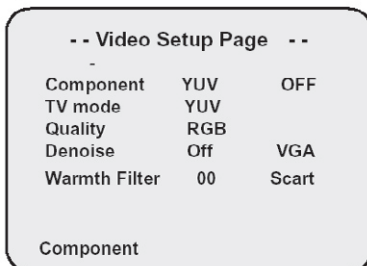 - - Video Setup Page - -
-
Component YUV OFF
TV mode YUV
Quality RGB
Denoise Off VGA
Warmth Filter 00 Scart
Component